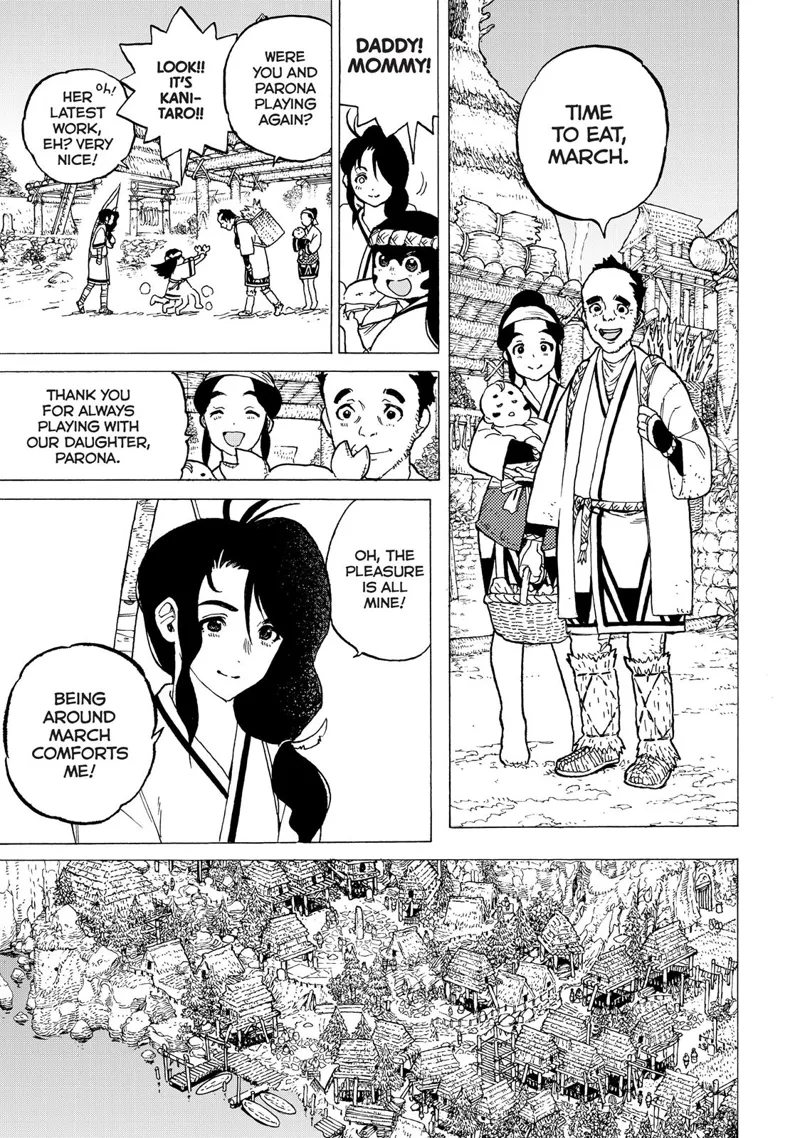 TIME
TO EAT,
MARCH.
DADDY!
MOMMY!
WERE
YOU AND
PARONA
PLAYING
AGAIN?
LOOK!!
IT'S
KANI-
TARO!!
Oh!
HER
LATEST
WORK,
EH? VERY
NICE!
THANK YOU
FOR ALWAYS
PLAYING WITH
OUR DAUGHTER,
PARONA.
OH, THE
PLEASURE
IS ALL
MINE!
BEING
AROUND
MARCH
COMFORTS
ME!